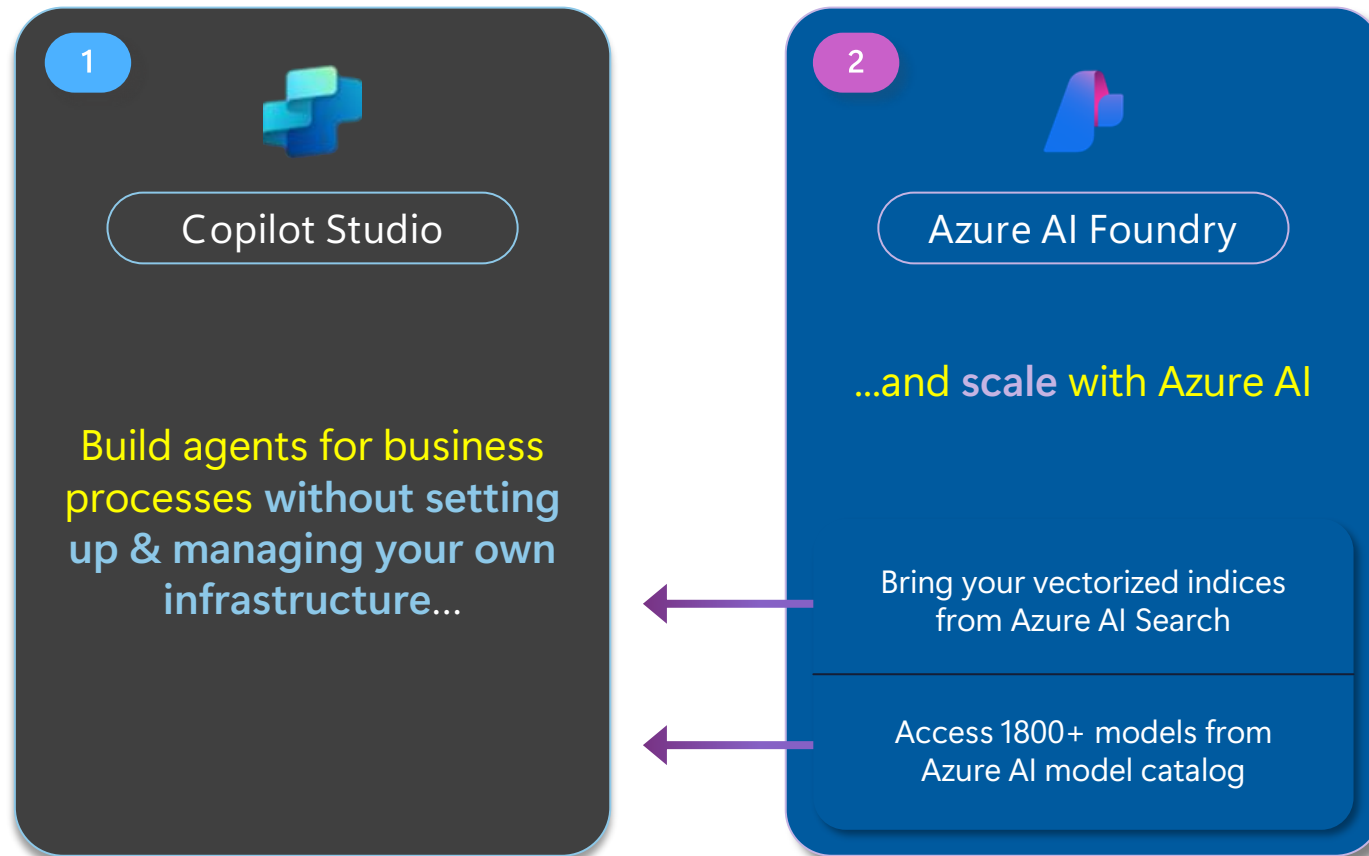 1
Copilot Studio
Build agents for business
processes without setting
up & managing your own
infrastructure...
2
Azure AI Foundry
...and scale with Azure AI
Bring your vectorized indices
from Azure AI Search
Access 1800+ models from
Azure AI model catalog